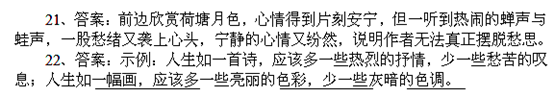 21、答案：前边欣赏荷塘月色，心情得到片刻安宁，但一听到热闹的蝉声与
蛙声，一股愁绪又袭上心头，宁静的心情又纷然，说明作者无法真正摆脱愁思。
22、答案：示例：人生如一首诗，应该多一些热烈的抒情，少一些愁苦的叹
息；人生如一幅画，应该多一些亮丽的色彩，少一些灰暗的色调。